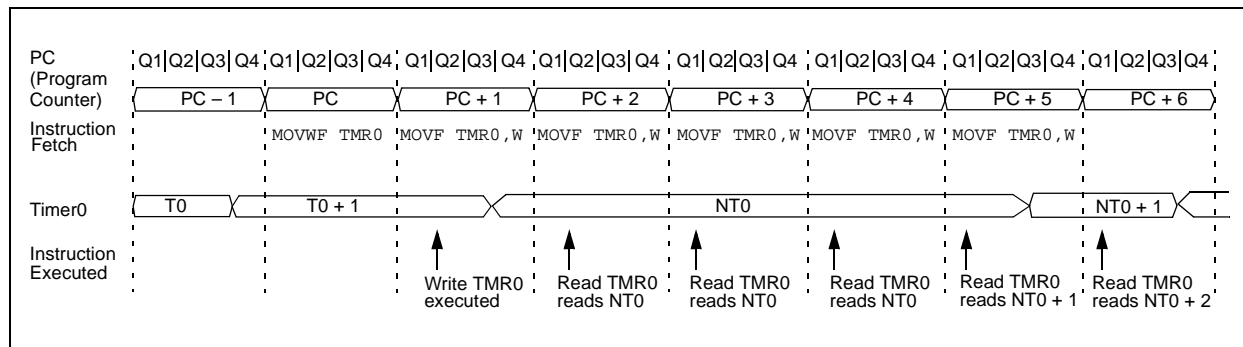 PC
(Program
Counter)
Q1 Q2 Q3 Q4 Q1 Q2 Q3 Q4 Q1 Q2 Q3 Q4 Q1 Q2 Q3 Q4 Q1 Q2 Q3 Q4 Q1 Q2 Q3 Q4 Q1 Q2 Q3 Q4 Q1 Q2 Q3 Q4
PC – 1 PC PC + 1 PC + 2 PC + 3 PC + 4 PC + 5 PC + 6
Instruction
Fetch
MOVWF TMR0 MOVF TMR0,W MOVF TMR0,W MOVF TMR0,W MOVF TMR0,W MOVF TMR0,W
Timer0
T0 T0 + 1 NT0 NT0 + 1
Instruction
Executed
Write TMR0
executed
Read TMR0
reads NT0
Read TMR0
reads NT0
Read TMR0
reads NT0
Read TMR0
reads NT0 + 1
Read TMR0
reads NT0 + 2